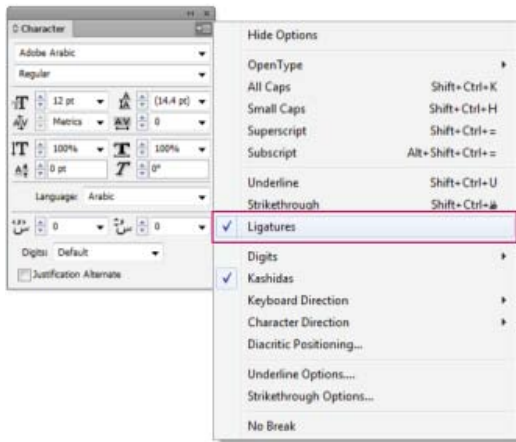 Character
Adobe Arabic
Regular
12 pt (14.4 pt)
Metrics 0
100% 100%
0 pt 0°
Language: Arabic
0 0
Digits: Default
Justification Alternate
Hide Options
OpenType
All Caps Shift+Ctrl+K
Small Caps Shift+Ctrl+H
Superscript Shift+Ctrl+=
Subscript Alt+Shift+Ctrl+=
Underline Shift+Ctrl+U
Strikethrough Shift+Ctrl+
Ligatures
Digits
Kashidas
Keyboard Direction
Character Direction
Diacritic Positioning...
Underline Options....
Strikethrough Options...
No Break